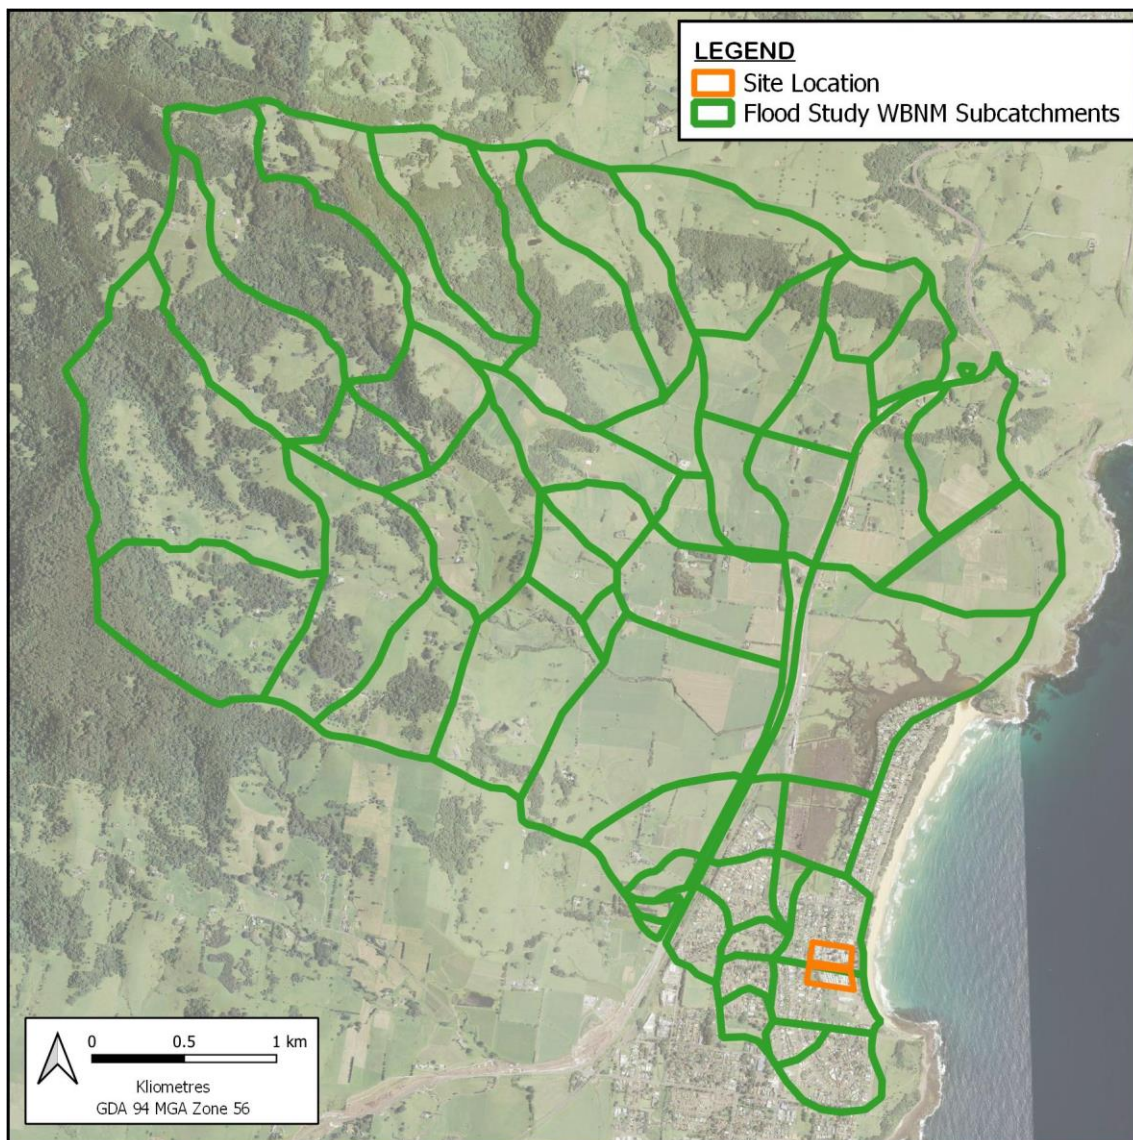 LEGEND
Site Location
Flood Study WBNM Subcatchments
0 0.5 1 km
Kliometres
GDA 94 MGA Zone 56